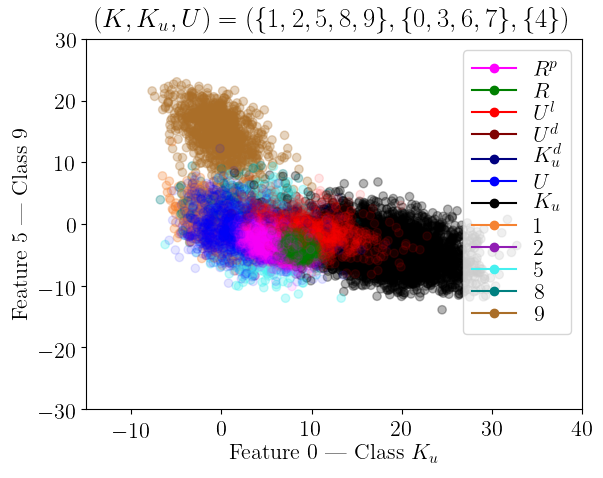 (K, K_u, U) = ({1, 2, 5, 8, 9}, {0, 3, 6, 7}, {4})
30
20
10
0
−10
−20
−30
−10
0
10
20
30
40
Feature 5 — Class 9
Feature 0 — Class K_u
R^p
R
U^l
U^d
K_u^d
U
K_u
1
2
5
8
9